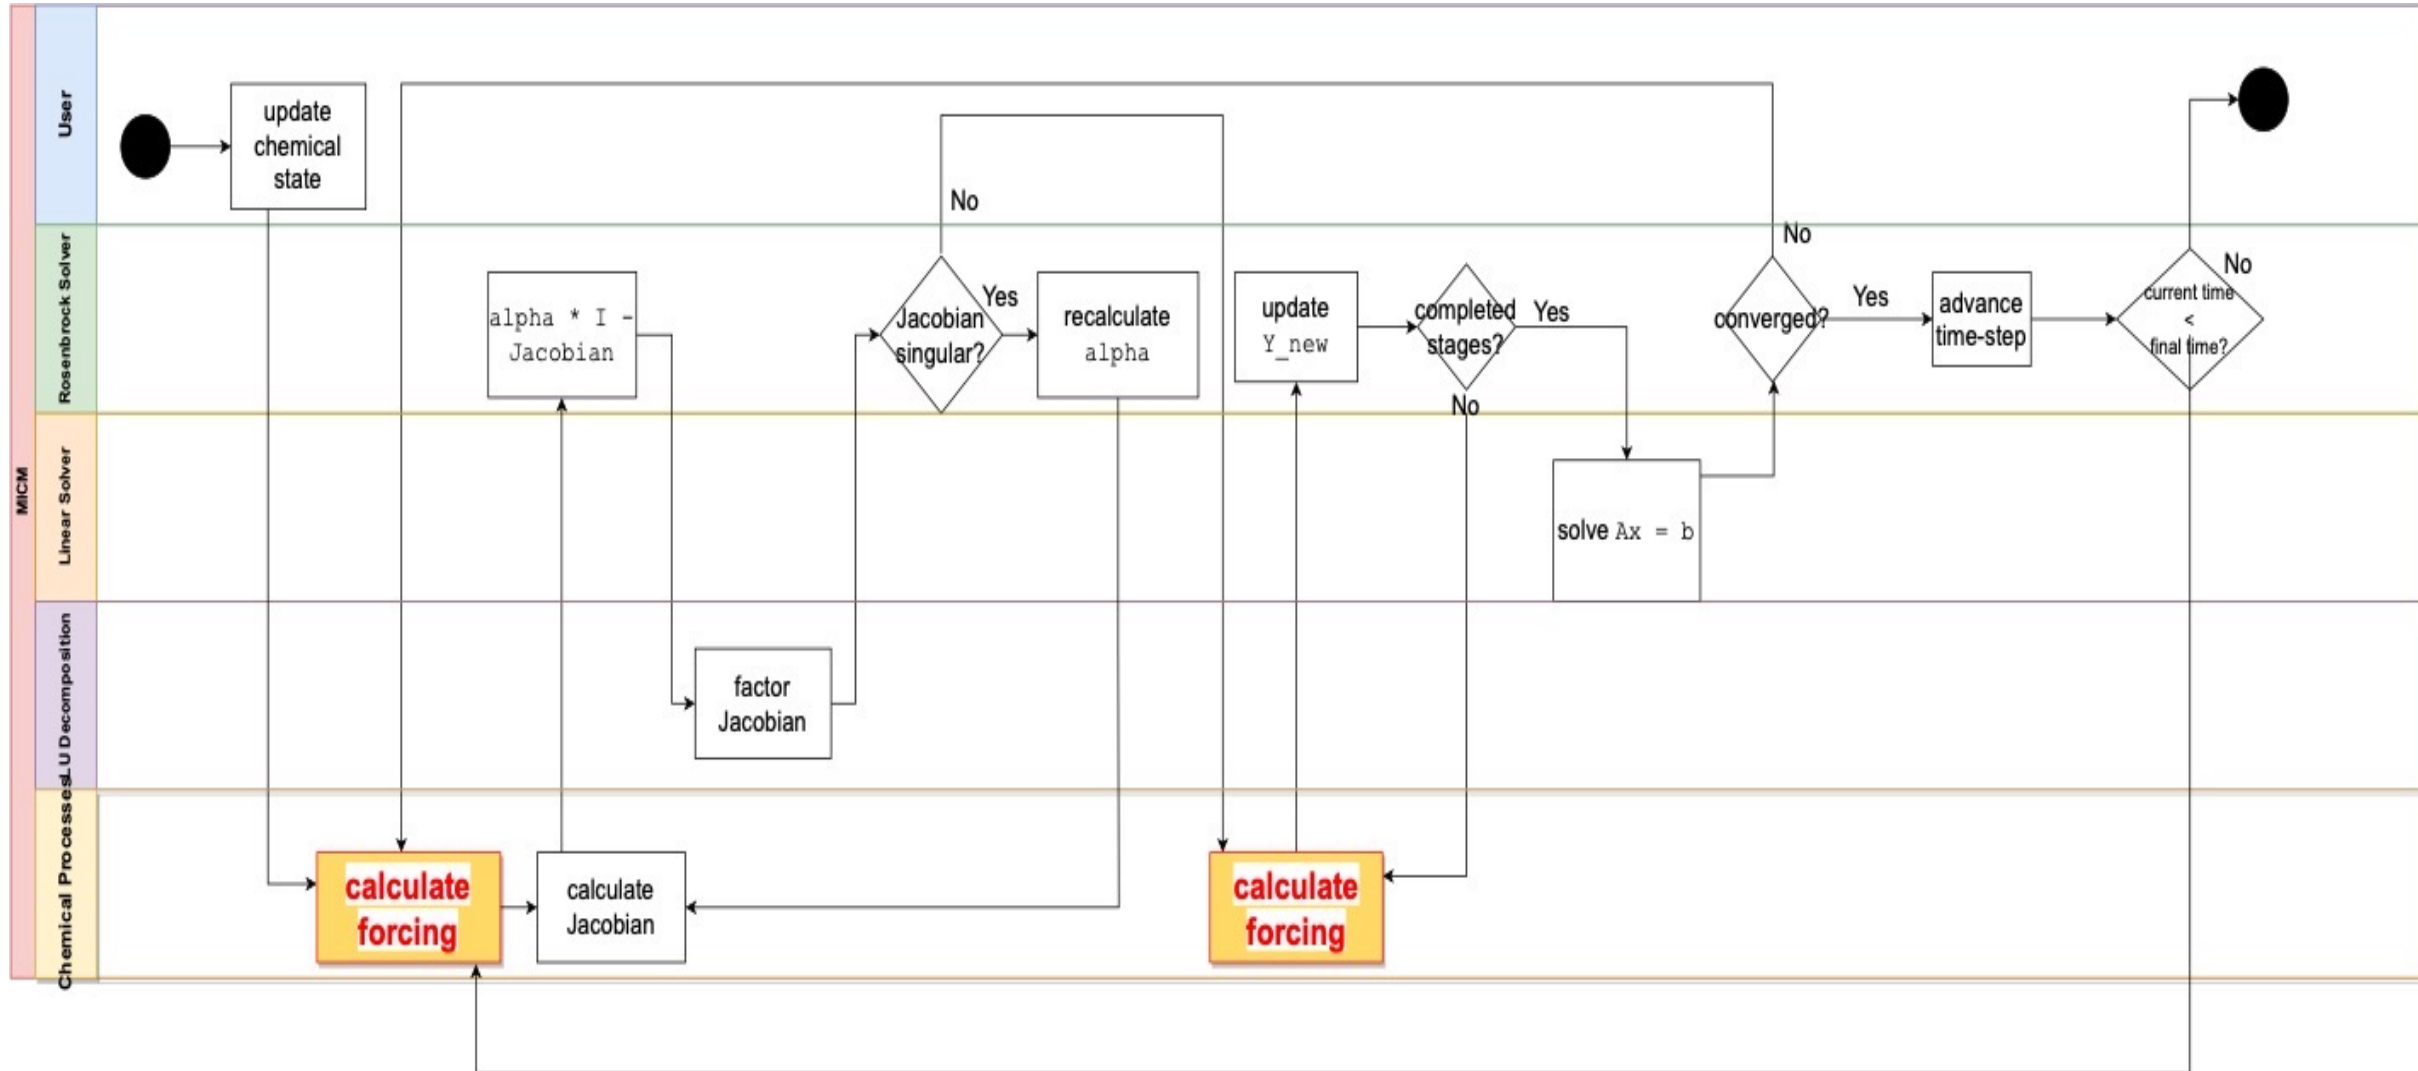 MICM
User
update
chemical
state
No
Rosenbrock Solver
alpha * I -
Jacobian
Jacobian
singular?
Yes
recalculate
alpha
update
Y_new
completed
stages?
Yes
No
converged?
No
Yes
advance
time-step
current time
<
final time?
No
Linear Solver
solve Ax = b
LU Decomposition
factor
Jacobian
Chemical Processes
calculate
forcing
calculate
Jacobian
calculate
forcing